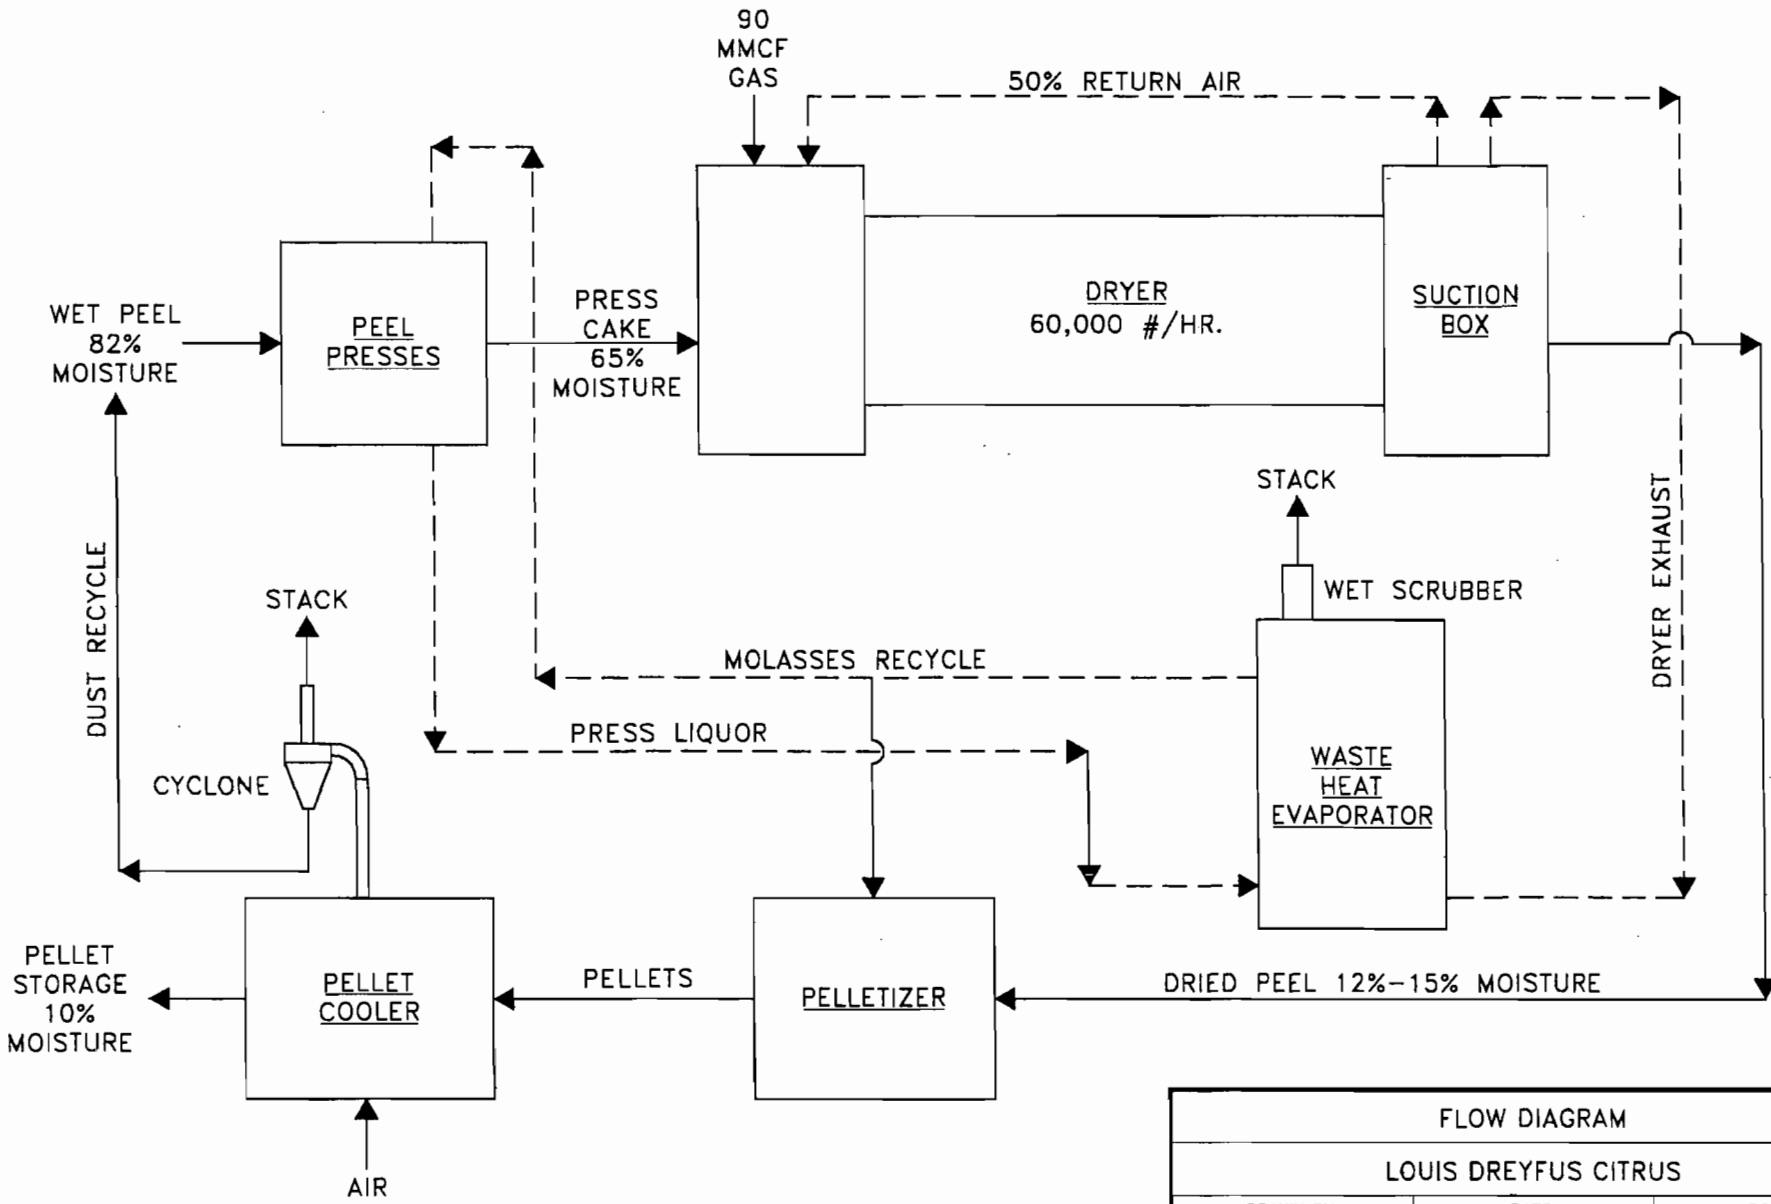 90
MMCF
GAS
50% RETURN AIR
WET PEEL
82%
MOISTURE
PEEL
PRESSES
PRESS
CAKE
65%
MOISTURE
DRYER
60,000 #/HR.
SUCTION
BOX
DUST RECYCLE
STACK
CYCLONE
STACK
WET SCRUBBER
DRYER EXHAUST
MOLASSES RECYCLE
PRESS LIQUOR
WASTE
HEAT
EVAPORATOR
PELLET
STORAGE
10%
MOISTURE
PELLET
COOLER
PELLETS
PELLETIZER
DRIED PEEL 12%-15% MOISTURE
AIR
FLOW DIAGRAM
LOUIS DREYFUS CITRUS